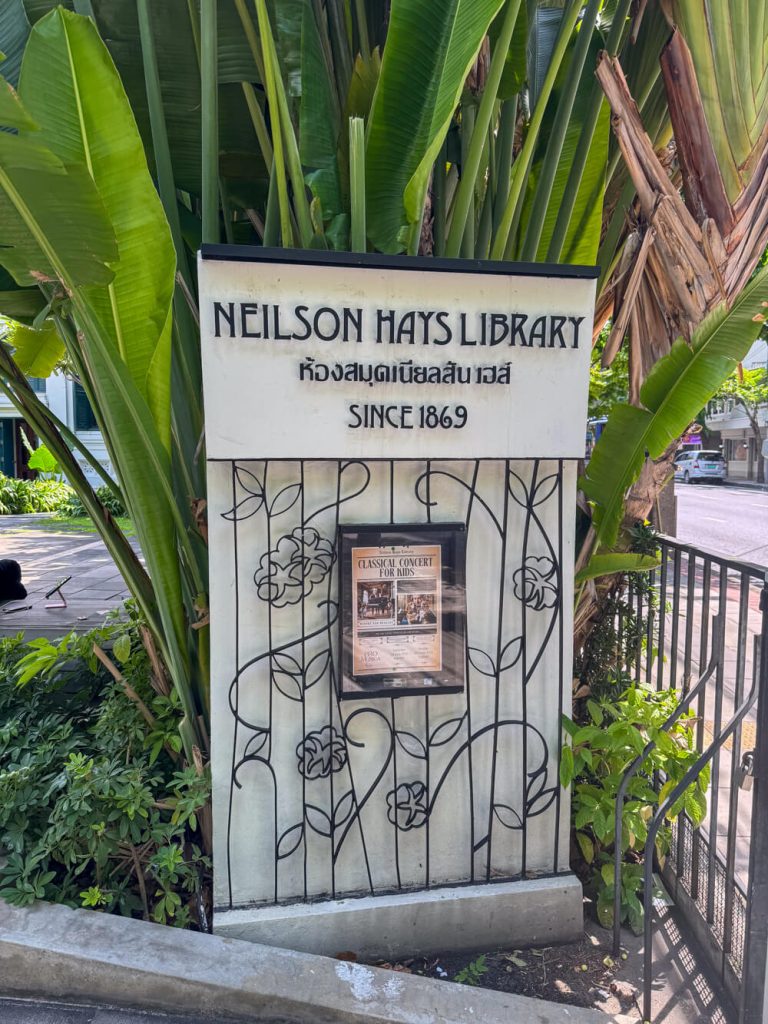 NEILSON HAYS LIBRARY
ห้องสมุดเนียลสัน เฮส์
SINCE 1869
CLASSICAL CONCERT
FOR KIDS